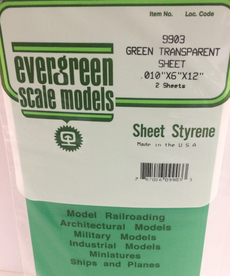 Item No. Loc. Code
9903
GREEN TRANSPARENT
SHEET
.010"X6"X12"
2 Sheets
evergreen
scale models
Sheet Styrene
Made in the USA
Model Railroading
Architectural Models
Military Models
Industrial Models
Miniatures
Ships and Planes